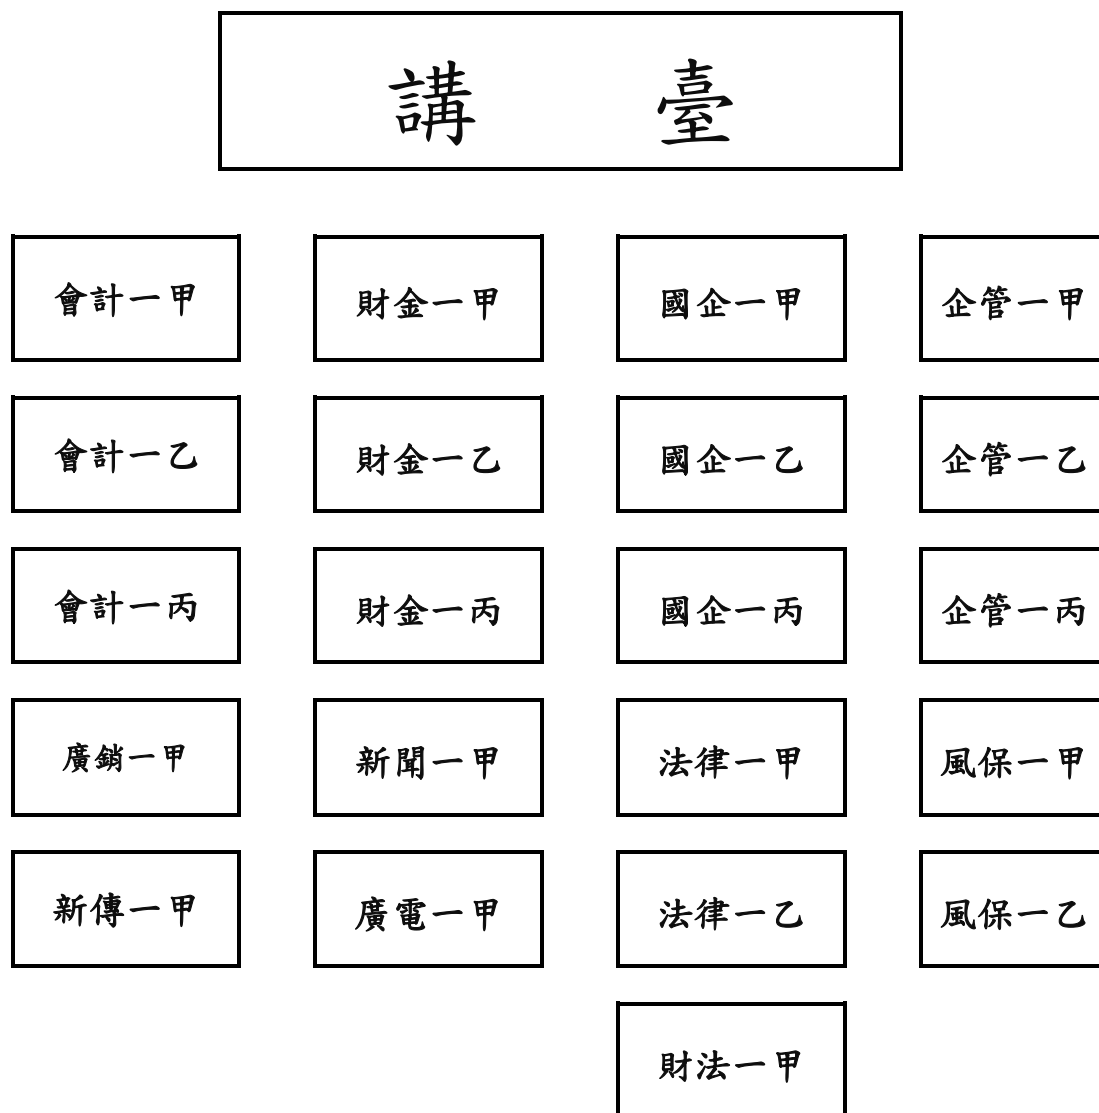 講 臺
會計一甲 財金一甲 國企一甲 企管一甲
會計一乙 財金一乙 國企一乙 企管一乙
會計一丙 財金一丙 國企一丙 企管一丙
廣銷一甲 新聞一甲 法律一甲 風保一甲
新傳一甲 廣電一甲 法律一乙 風保一乙
財法一甲